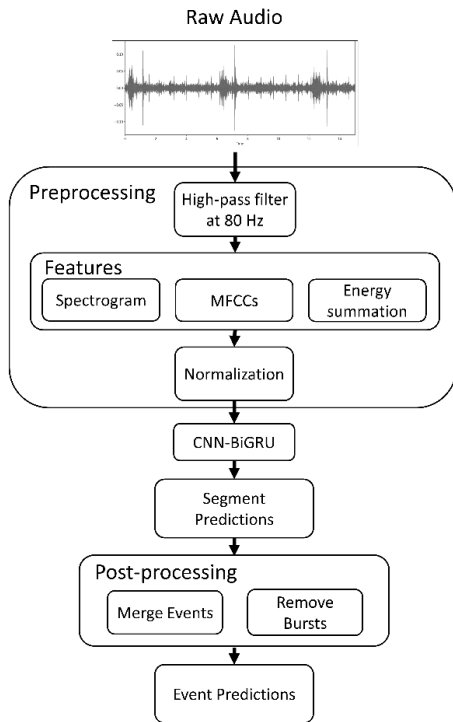 Raw Audio
Preprocessing
High-pass filter
at 80 Hz
Features
Spectrogram
MFCCs
Energy
summation
Normalization
CNN-BiGRU
Segment
Predictions
Post-processing
Merge Events
Remove
Bursts
Event Predictions